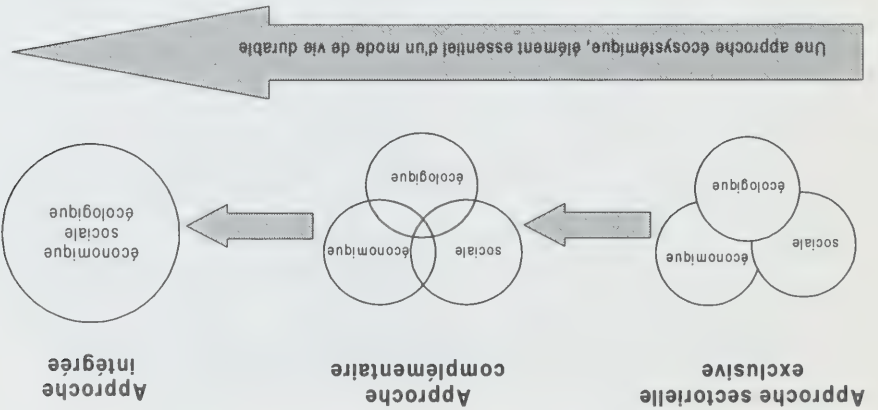 Approche sectorielle
exclusive
Approche
complémentaire
Approche
intégrée
sociale
économique
écologique
sociale
économique
écologique
économique
sociale
écologique
Une approche écosystémique, élément essentiel d'un mode de vie durable